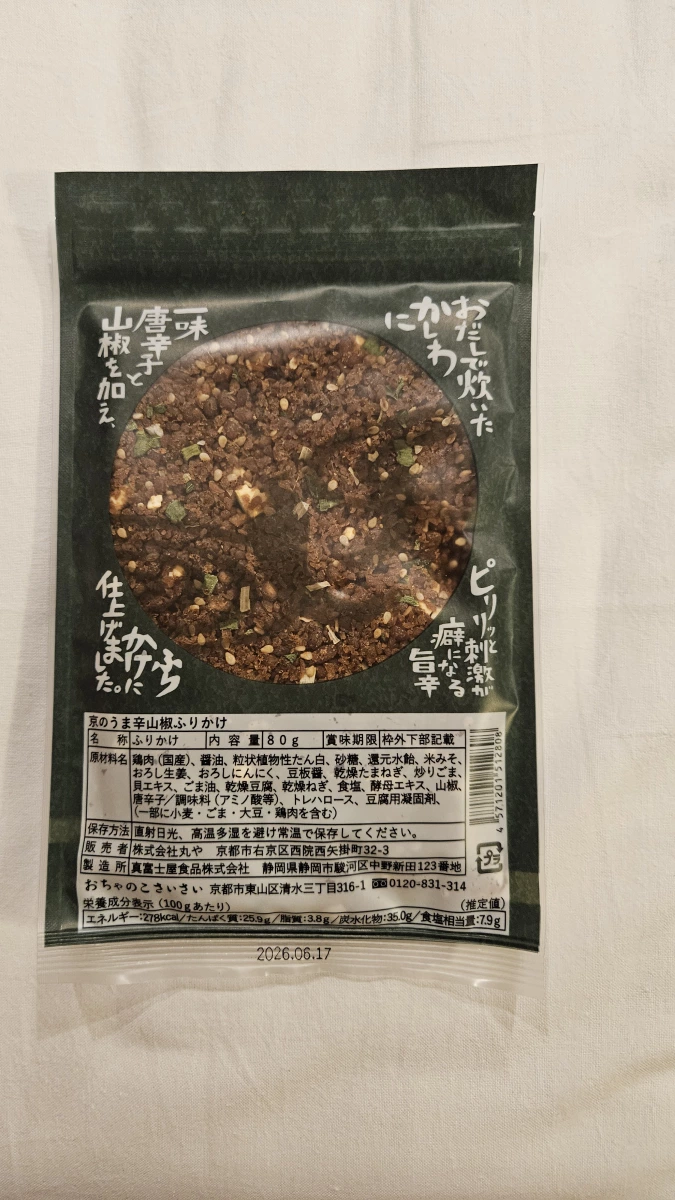 おだしで炊いた
かしわ
に
一味
唐辛子と
山椒を加え、
ピリリッと
刺激が
癖になる
旨辛
ふり
かけに
仕上げました。
京のうま辛山椒ふりかけ
名 称 ふりかけ 内 容 量 80g 賞味期限 枠外下部記載
原材料名 鶏肉(国産)、醤油、粒状植物性たん白、砂糖、還元水飴、米みそ、
おろし生姜、おろしにんにく、豆板醤、乾燥たまねぎ、炒りごま、
貝エキス、ごま油、乾燥豆腐、乾燥ねぎ、食塩、酵母エキス、山椒、
唐辛子/調味料(アミノ酸等)、トレハロース、豆腐用凝固剤、
(一部に小麦・ごま・大豆・鶏肉を含む)
保存方法 直射日光、高温多湿を避け常温で保存してください。
販 売 者 株式会社丸や 京都市右京区西院西矢掛町32-3
製 造 所 真富士屋食品株式会社 静岡県静岡市駿河区中野新田123番地
おちゃのこさいさい 京都市東山区清水三丁目316-1 0120-831-314
栄養成分表示(100gあたり) (推定値)
エネルギー:278kcal/たんぱく質:25.9g/脂質:3.8g/炭水化物:35.0g/食塩相当量:7.9g
4 571201 512808
プラ
2026.06.17